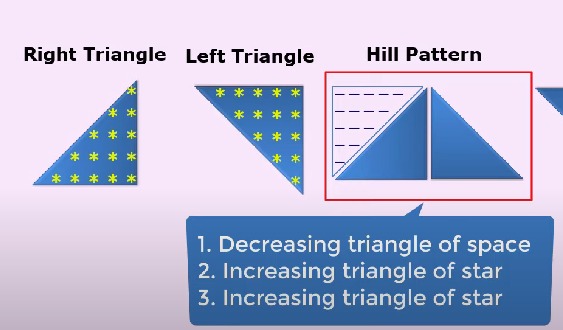 Right Triangle
Left Triangle
Hill Pattern
*
* *
* * *
* * * *
* * * * *
* * * * *
* * * *
* * *
* *
*
_ _ _ _ _
_ _ _ _
_ _ _
_ _
_
1. Decreasing triangle of space
2. Increasing triangle of star
3. Increasing triangle of star